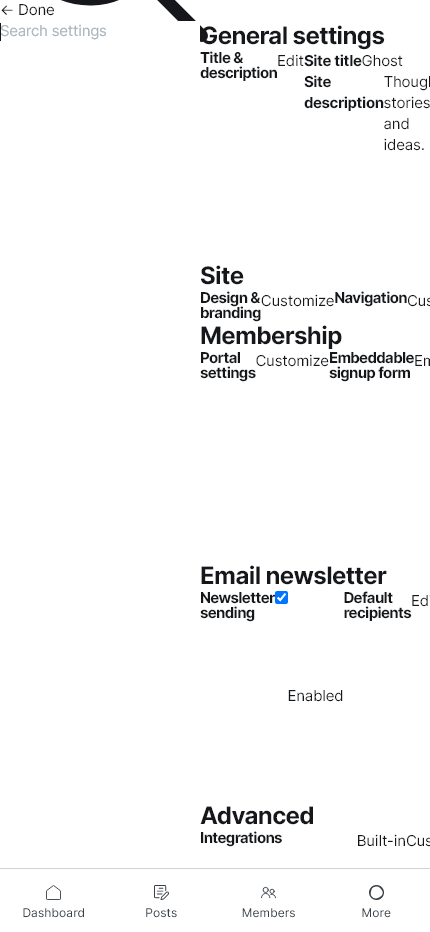 ← Done
Search settings
General settings
Title & description
Edit
Site title
Ghost
Site description
Though
stories
and
ideas.
Site
Design & branding
Customize
Navigation
Cus
Membership
Portal settings
Customize
Embeddable signup form
Em
Email newsletter
Newsletter sending
Enabled
Default recipients
Ed
Advanced
Integrations
Built-in
Cus
Dashboard
Posts
Members
More